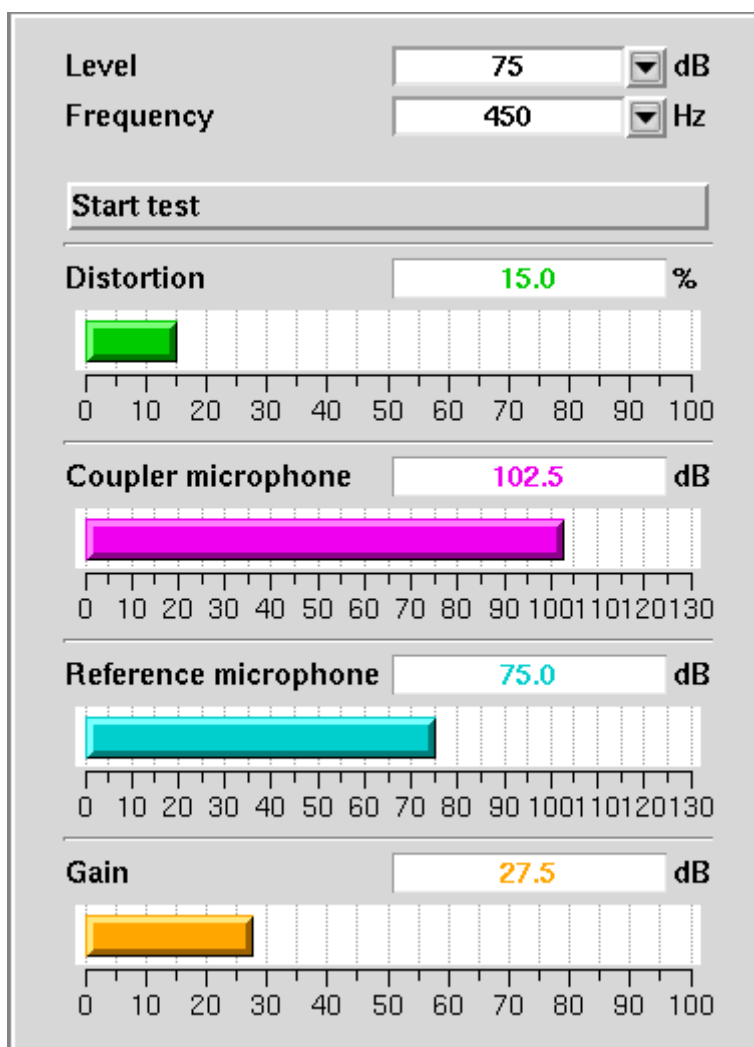 Level 75 dB
Frequency 450 Hz
Start test
Distortion 15.0 %
0 10 20 30 40 50 60 70 80 90 100
Coupler microphone 102.5 dB
0 10 20 30 40 50 60 70 80 90 100 110 120 130
Reference microphone 75.0 dB
0 10 20 30 40 50 60 70 80 90 100 110 120 130
Gain 27.5 dB
0 10 20 30 40 50 60 70 80 90 100